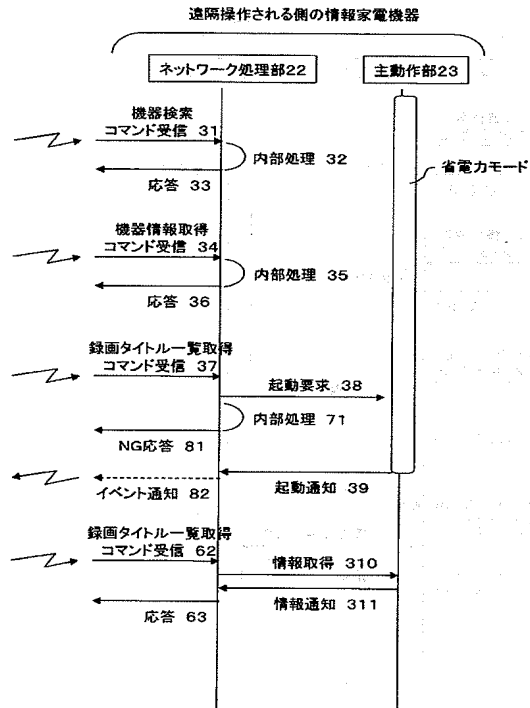 遠隔操作される側の情報家電機器
ネットワーク処理部22
主動作部23
機器検索
コマンド受信 31
内部処理 32
省電力モード
応答 33
機器情報取得
コマンド受信 34
内部処理 35
応答 36
録画タイトル一覧取得
コマンド受信 37
起動要求 38
内部処理 71
NG応答 81
イベント通知 82
起動通知 39
録画タイトル一覧取得
コマンド受信 62
情報取得 310
情報通知 311
応答 63